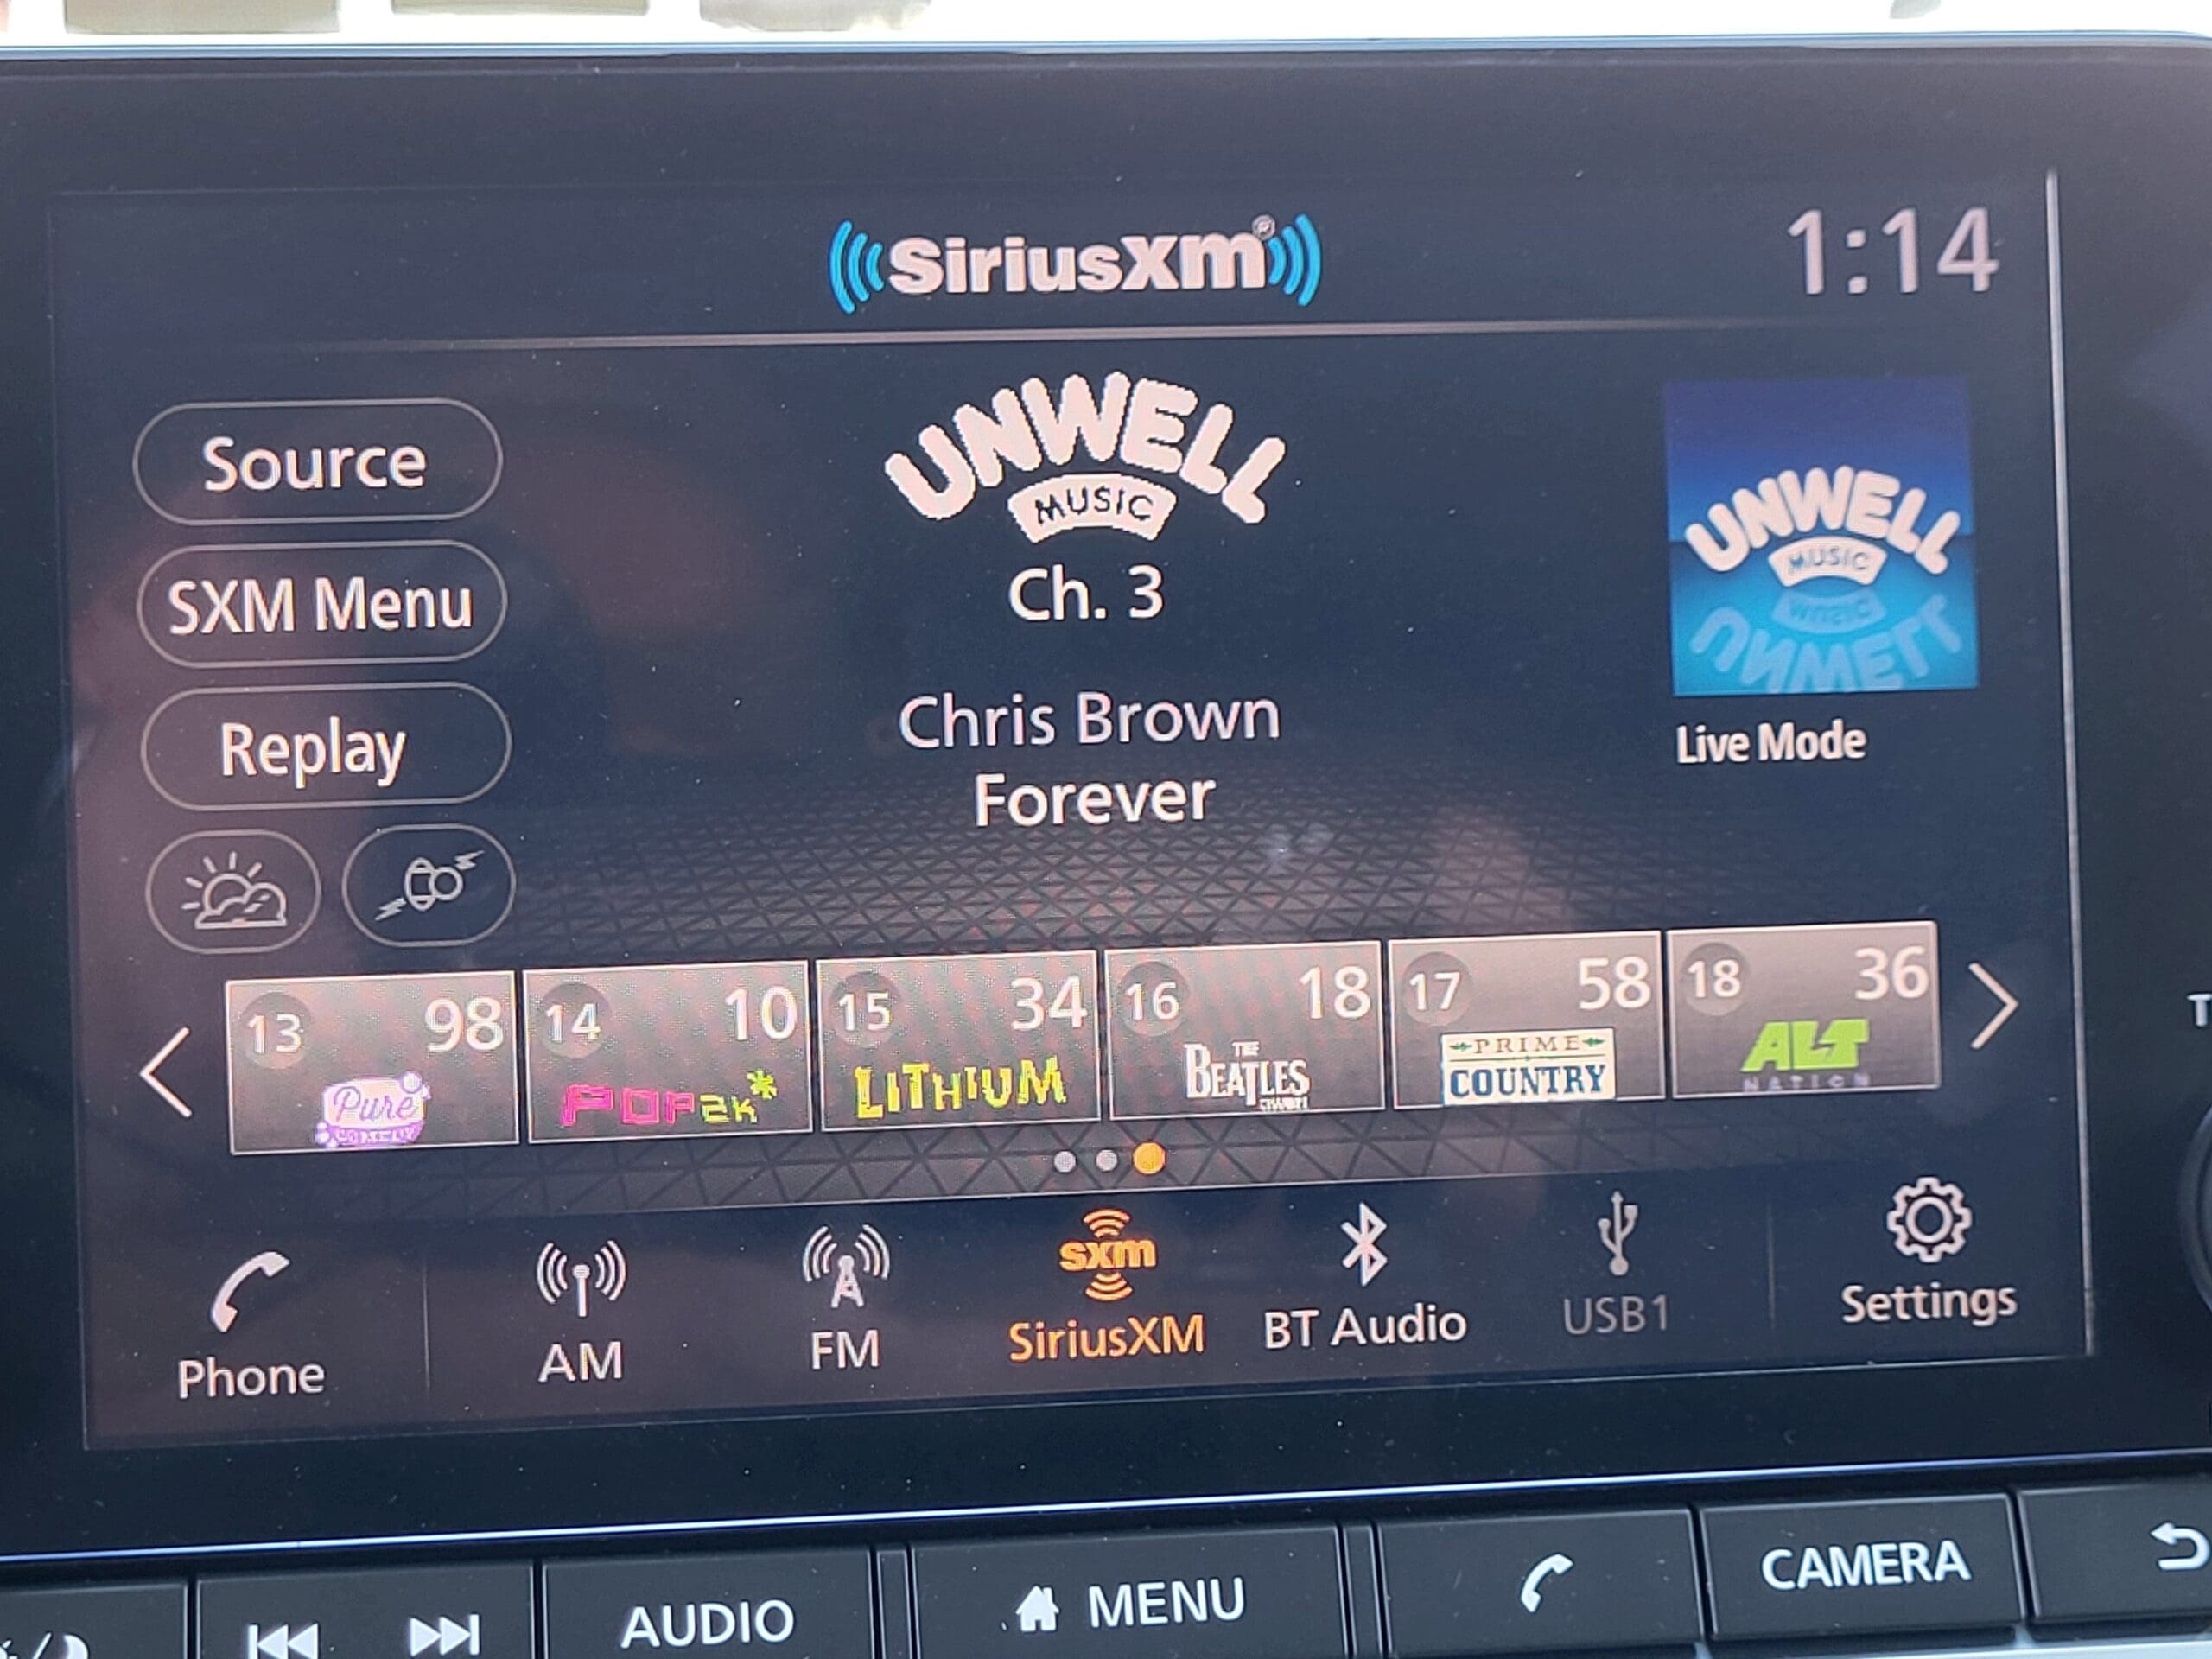 SiriusXm®
1:14
Source
SXM Menu
Replay
UNWELL
MUSIC
Ch. 3
Chris Brown
Forever
UNWELL
MUSIC
Live Mode
13 98
Pure
COMEDY
14 10
POP2K*
15 34
LITHIUM
16 18
THE
BEATLES
CHANNEL
17 58
PRIME
COUNTRY
18 36
ALT
NATION
Phone
AM
FM
sxm
SiriusXM
BT Audio
USB1
Settings
AUDIO
MENU
CAMERA